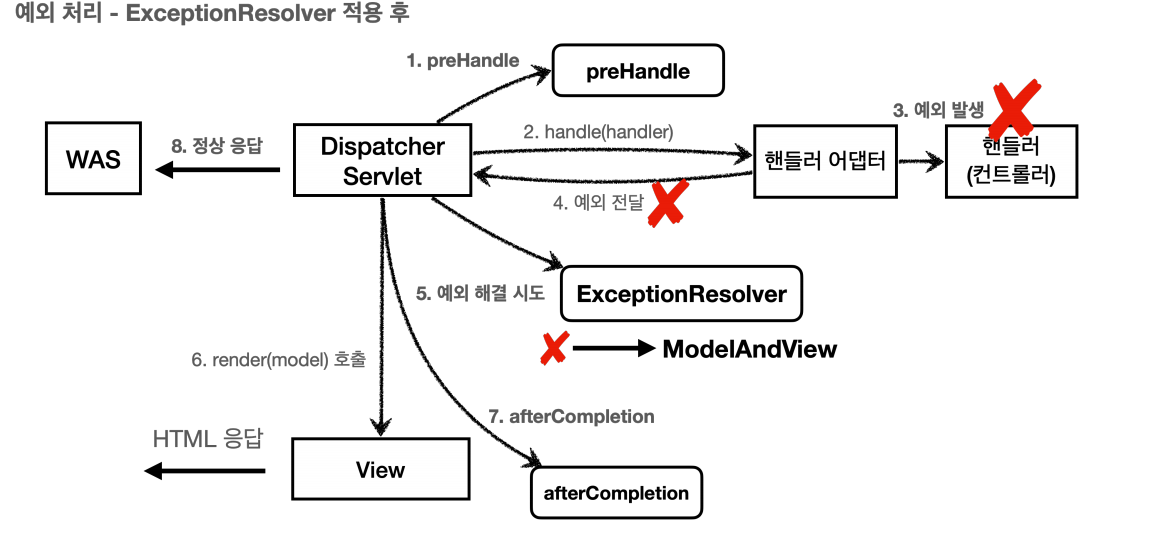 예외 처리 - ExceptionResolver 적용 후
1. preHandle
preHandle
WAS
8. 정상 응답
Dispatcher
Servlet
2. handle(handler)
핸들러 어댑터
3. 예외 발생
핸들러
(컨트롤러)
4. 예외 전달
5. 예외 해결 시도
ExceptionResolver
ModelAndView
6. render(model) 호출
7. afterCompletion
HTML 응답
View
afterCompletion